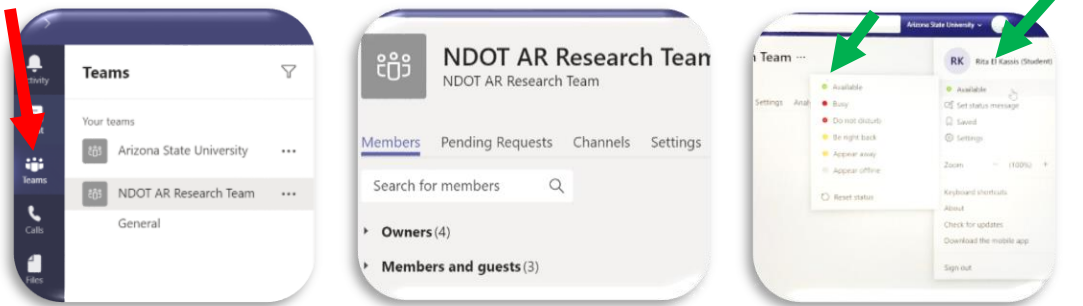 Activity
Teams
Calls
Files
Teams
Your teams
Arizona State University
NDOT AR Research Team
General
NDOT AR Research Team
NDOT AR Research Team
Members Pending Requests Channels Settings
Search for members
Owners (4)
Members and guests (3)
Arizona State University
Team
Settings
Available
Busy
Do not disturb
Be right back
Appear away
Appear offline
Reset status
RK Rita El Kassis (Student)
Available
Set status message
Saved
Settings
Zoom - (100%) +
Keyboard shortcuts
About
Check for updates
Download the mobile app
Sign out